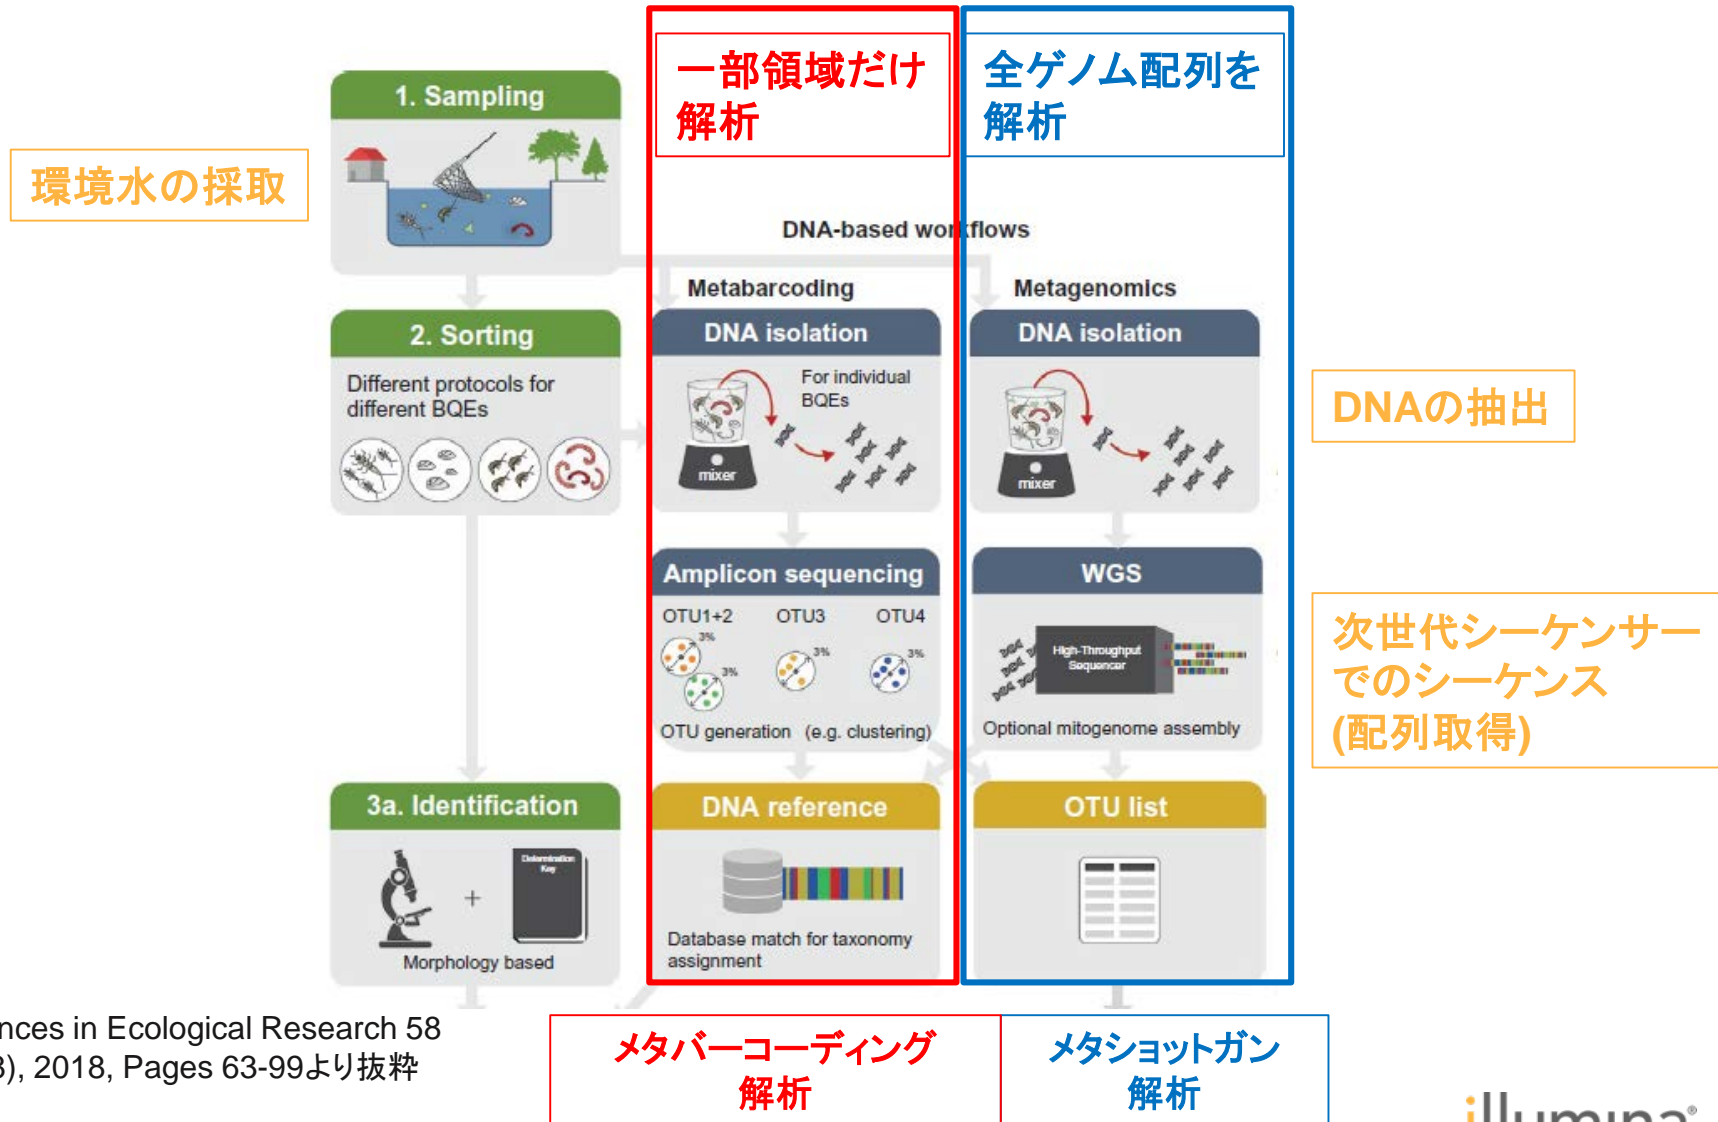 一部領域だけ
解析
全ゲノム配列を
解析
1. Sampling
環境水の採取
DNA-based workflows
Metabarcoding
Metagenomics
2. Sorting
Different protocols for
different BQEs
DNA isolation
For individual
BQEs
mixer
DNA isolation
mixer
DNAの抽出
Amplicon sequencing
OTU1+2 OTU3 OTU4
3% 3% 3%
3%
OTU generation (e.g. clustering)
WGS
High-Throughput
Sequencer
Optional mitogenome assembly
次世代シーケンサー
でのシーケンス
(配列取得)
3a. Identification
Determination
Key
+
Morphology based
DNA reference
Database match for taxonomy
assignment
OTU list
nces in Ecological Research 58
), 2018, Pages 63-99より抜粋
メタバーコーディング
解析
メタショットガン
解析
illumina®